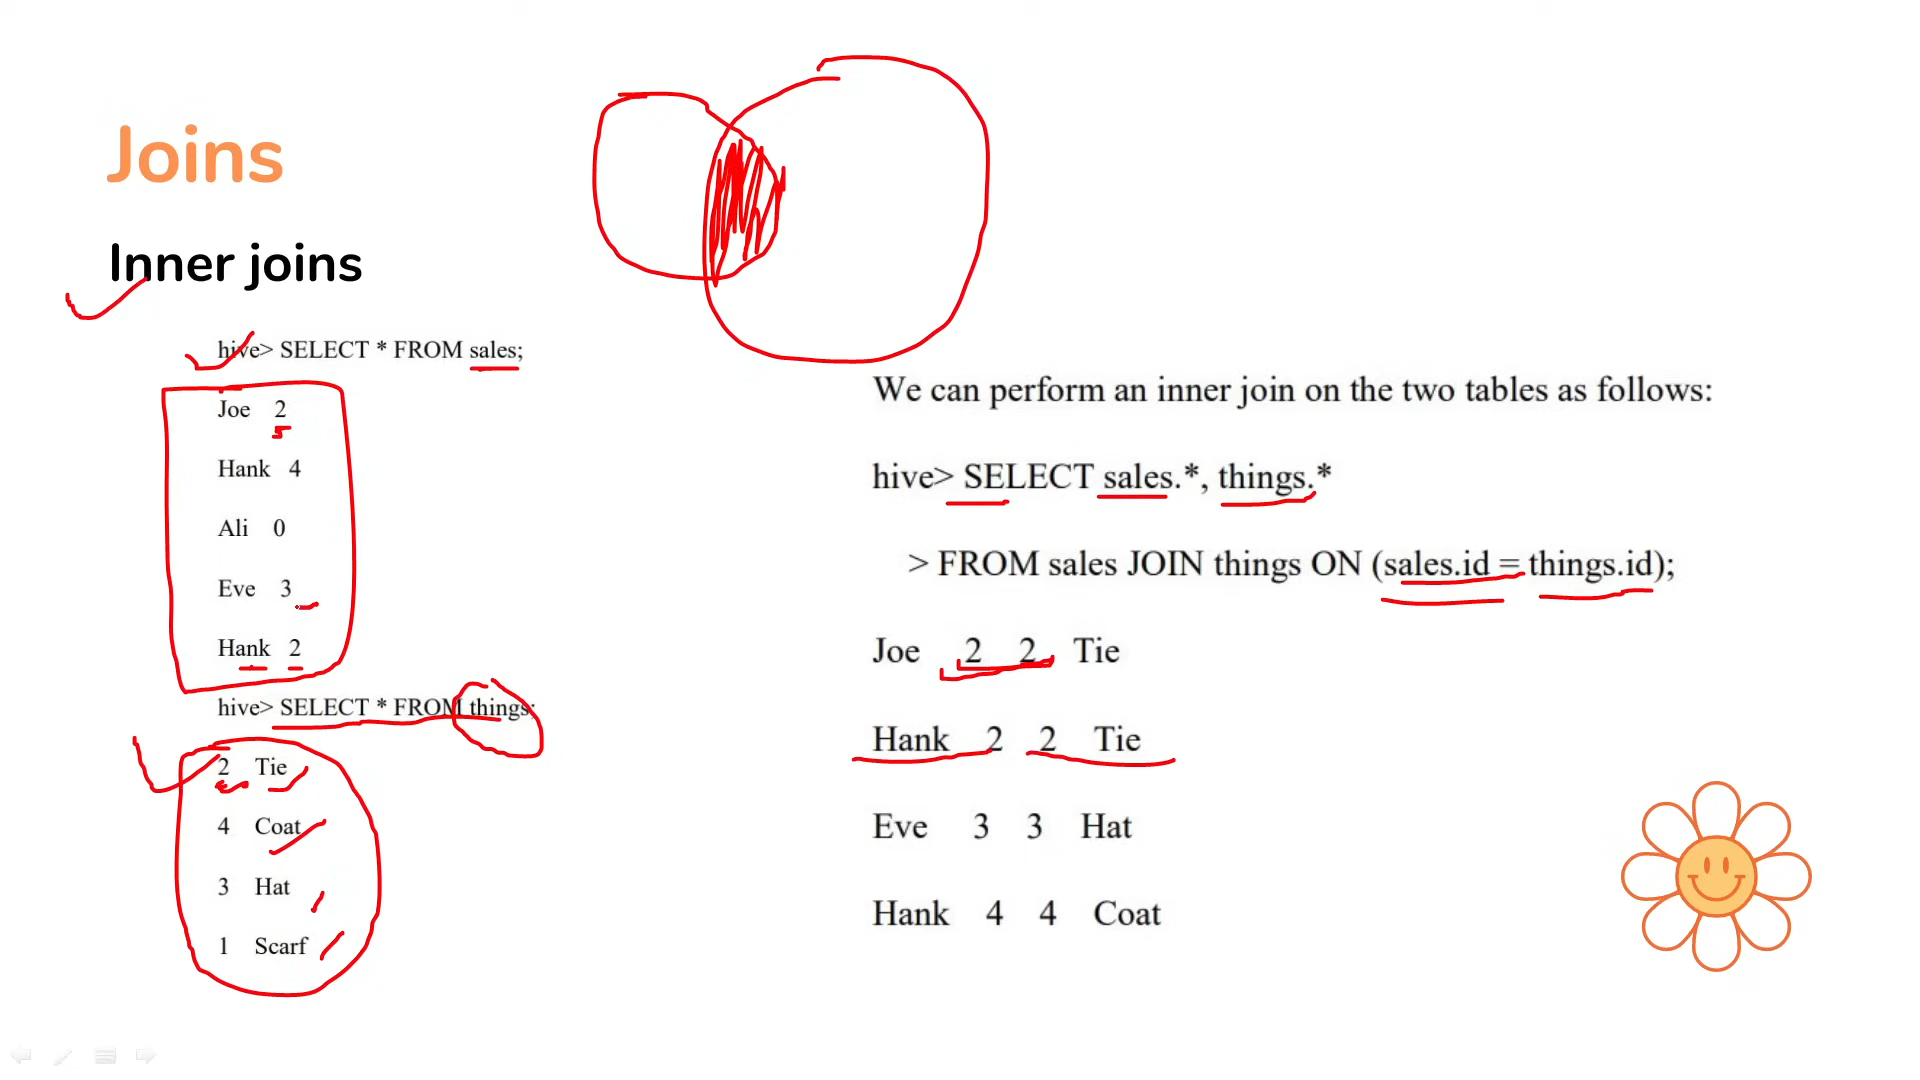 Joins
Inner joins
hive> SELECT * FROM sales;
Joe 2
Hank 4
Ali 0
Eve 3
Hank 2
hive> SELECT * FROM things;
2 Tie
4 Coat
3 Hat
1 Scarf
We can perform an inner join on the two tables as follows:
hive> SELECT sales.*, things.*
> FROM sales JOIN things ON (sales.id = things.id);
Joe 2 2 Tie
Hank 2 2 Tie
Eve 3 3 Hat
Hank 4 4 Coat